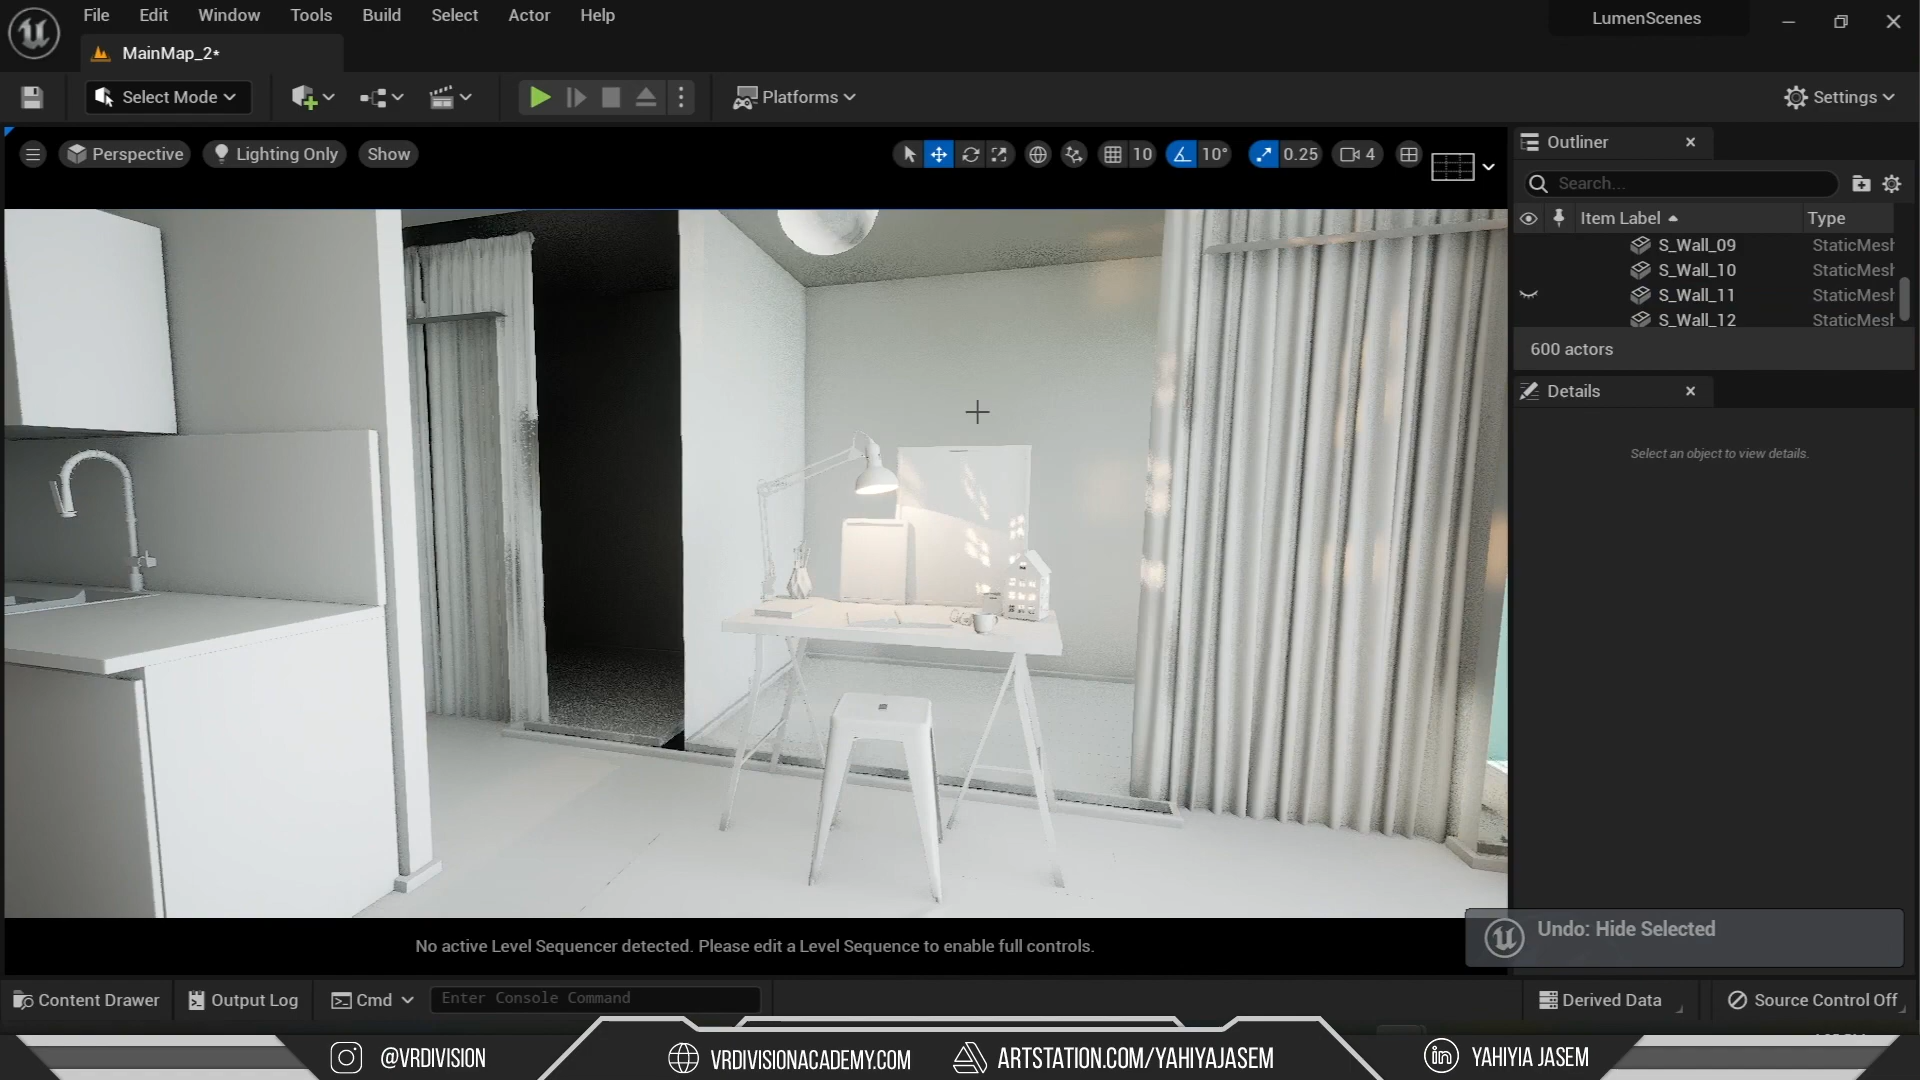 File Edit Window Tools Build Select Actor Help
LumenScenes
MainMap_2*
Select Mode
Platforms
Settings
Perspective
Lighting Only
Show
10
10°
0.25
4
Outliner
Search...
Item Label
Type
S_Wall_09 StaticMesh
S_Wall_10 StaticMesh
S_Wall_11 StaticMesh
S_Wall_12 StaticMesh
600 actors
Details
Select an object to view details.
Undo: Hide Selected
No active Level Sequencer detected. Please edit a Level Sequence to enable full controls.
Content Drawer
Output Log
Cmd
Enter Console Command
Derived Data
Source Control Off
@VRDIVISION
VRDIVISIONACADEMY.COM
ARTSTATION.COM/YAHIYAJASEM
in YAHIYIA JASEM